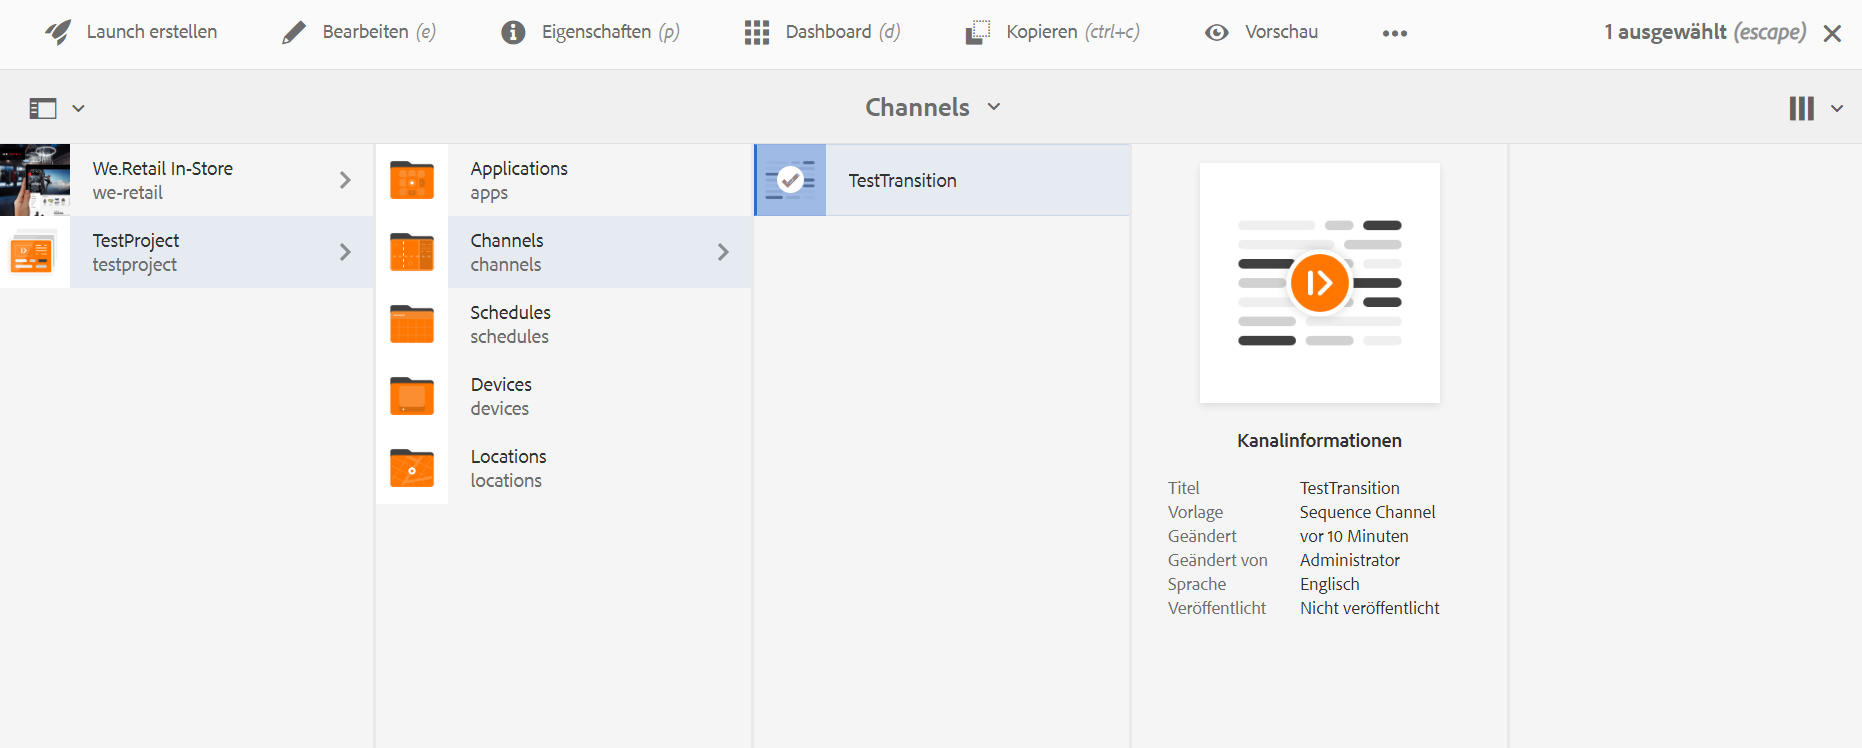 Launch erstellen
Bearbeiten (e)
Eigenschaften (p)
Dashboard (d)
Kopieren (ctrl+c)
Vorschau
1 ausgewählt (escape)
Channels
We.Retail In-Store
we-retail
TestProject
testproject
Applications
apps
Channels
channels
Schedules
schedules
Devices
devices
Locations
locations
TestTransition
Kanalinformationen
Titel TestTransition
Vorlage Sequence Channel
Geändert vor 10 Minuten
Geändert von Administrator
Sprache Englisch
Veröffentlicht Nicht veröffentlicht